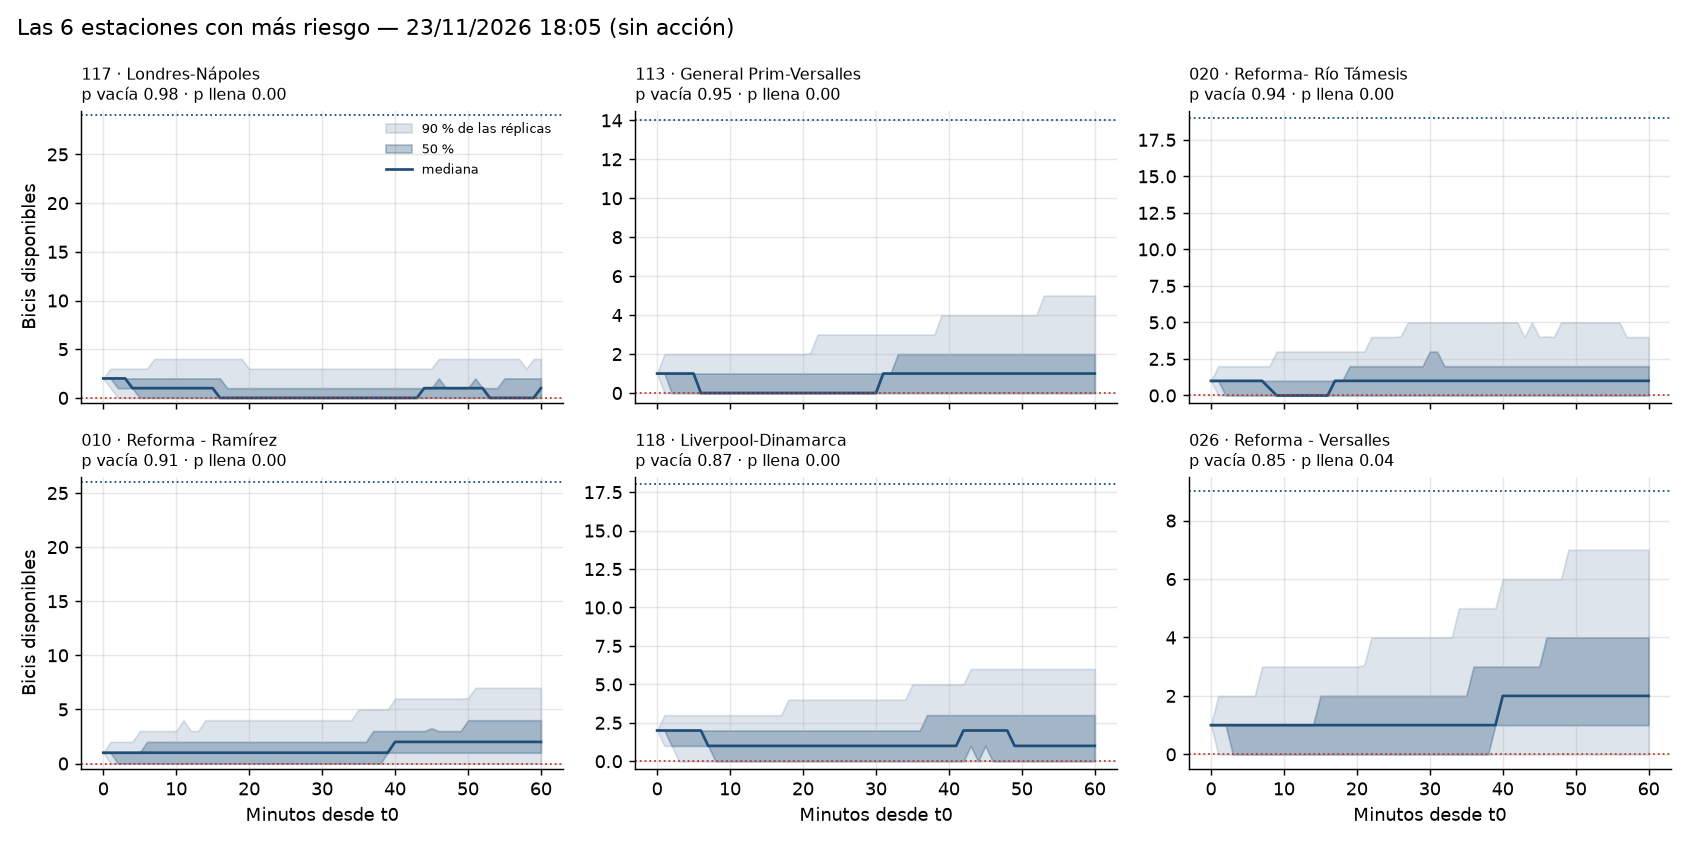 Las 6 estaciones con más riesgo — 23/11/2026 18:05 (sin acción)
117 · Londres-Nápoles
p vacía 0.98 · p llena 0.00
90 % de las réplicas
50 %
mediana
25
20
15
10
5
0
Bicis disponibles
113 · General Prim-Versalles
p vacía 0.95 · p llena 0.00
14
12
10
8
6
4
2
0
020 · Reforma- Río Támesis
p vacía 0.94 · p llena 0.00
17.5
15.0
12.5
10.0
7.5
5.0
2.5
0.0
010 · Reforma - Ramírez
p vacía 0.91 · p llena 0.00
25
20
15
10
5
0
Bicis disponibles
0 10 20 30 40 50 60
Minutos desde t0
118 · Liverpool-Dinamarca
p vacía 0.87 · p llena 0.00
17.5
15.0
12.5
10.0
7.5
5.0
2.5
0.0
0 10 20 30 40 50 60
Minutos desde t0
026 · Reforma - Versalles
p vacía 0.85 · p llena 0.04
8
6
4
2
0
0 10 20 30 40 50 60
Minutos desde t0